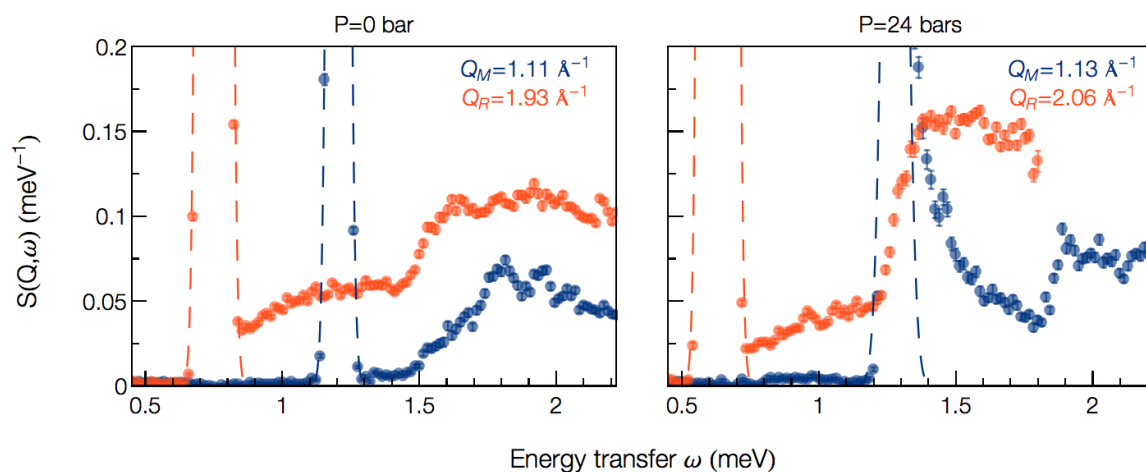 P=0 bar
P=24 bars
0.2
0.15
0.1
0.05
0
S(Q,ω) (meV⁻¹)
Q_M=1.11 Å⁻¹
Q_R=1.93 Å⁻¹
Q_M=1.13 Å⁻¹
Q_R=2.06 Å⁻¹
0.5 1 1.5 2
0.5 1 1.5 2
Energy transfer ω (meV)